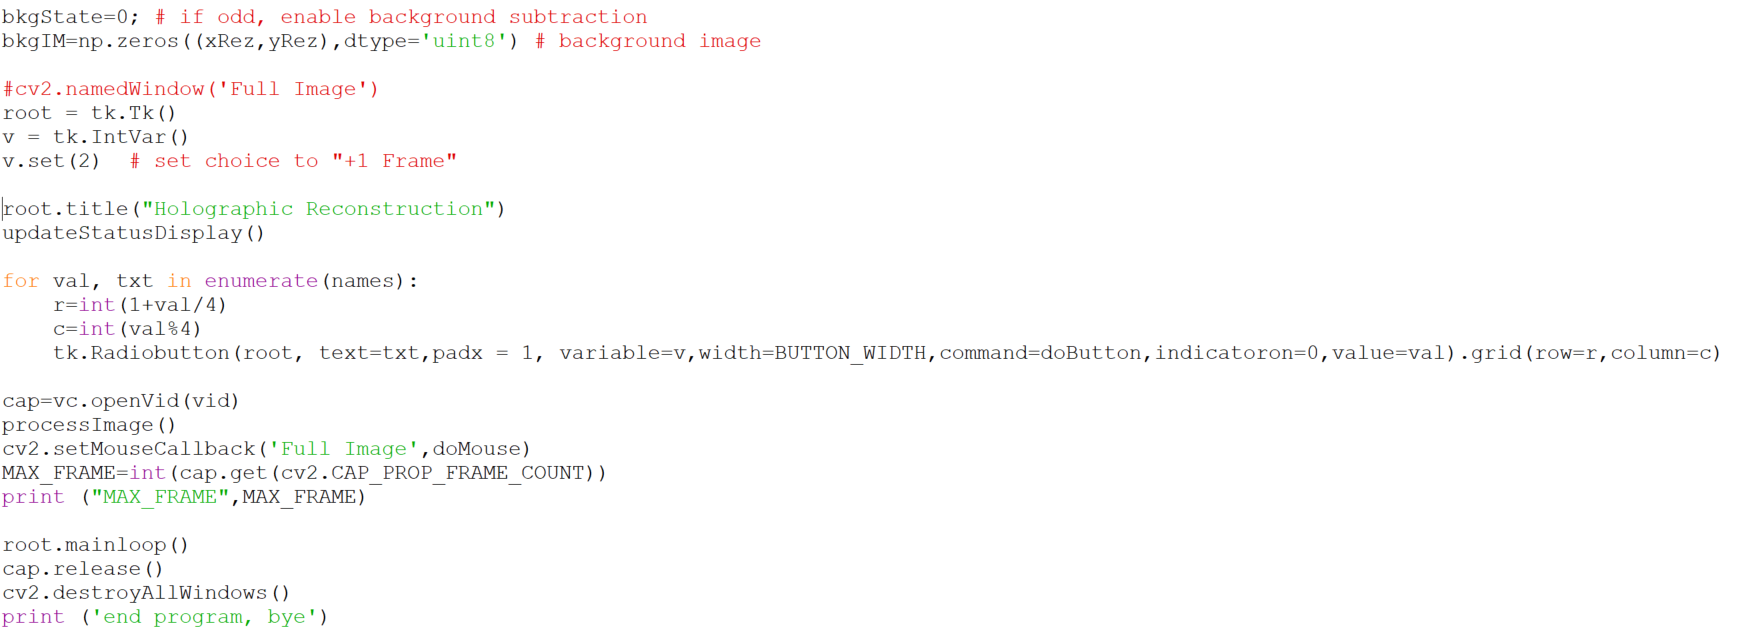 bkgState=0; # if odd, enable background subtraction
bkgIM=np.zeros((xRez,yRez),dtype='uint8') # background image

#cv2.namedWindow('Full Image')
root = tk.Tk()
v = tk.IntVar()
v.set(2)  # set choice to "+1 Frame"

root.title("Holographic Reconstruction")
updateStatusDisplay()

for val, txt in enumerate(names):
    r=int(1+val/4)
    c=int(val%4)
    tk.Radiobutton(root, text=txt,padx = 1, variable=v,width=BUTTON_WIDTH,command=doButton,indicatoron=0,value=val).grid(row=r,column=c)

cap=vc.openVid(vid)
processImage()
cv2.setMouseCallback('Full Image',doMouse)
MAX_FRAME=int(cap.get(cv2.CAP_PROP_FRAME_COUNT))
print ("MAX_FRAME",MAX_FRAME)

root.mainloop()
cap.release()
cv2.destroyAllWindows()
print ('end program, bye')